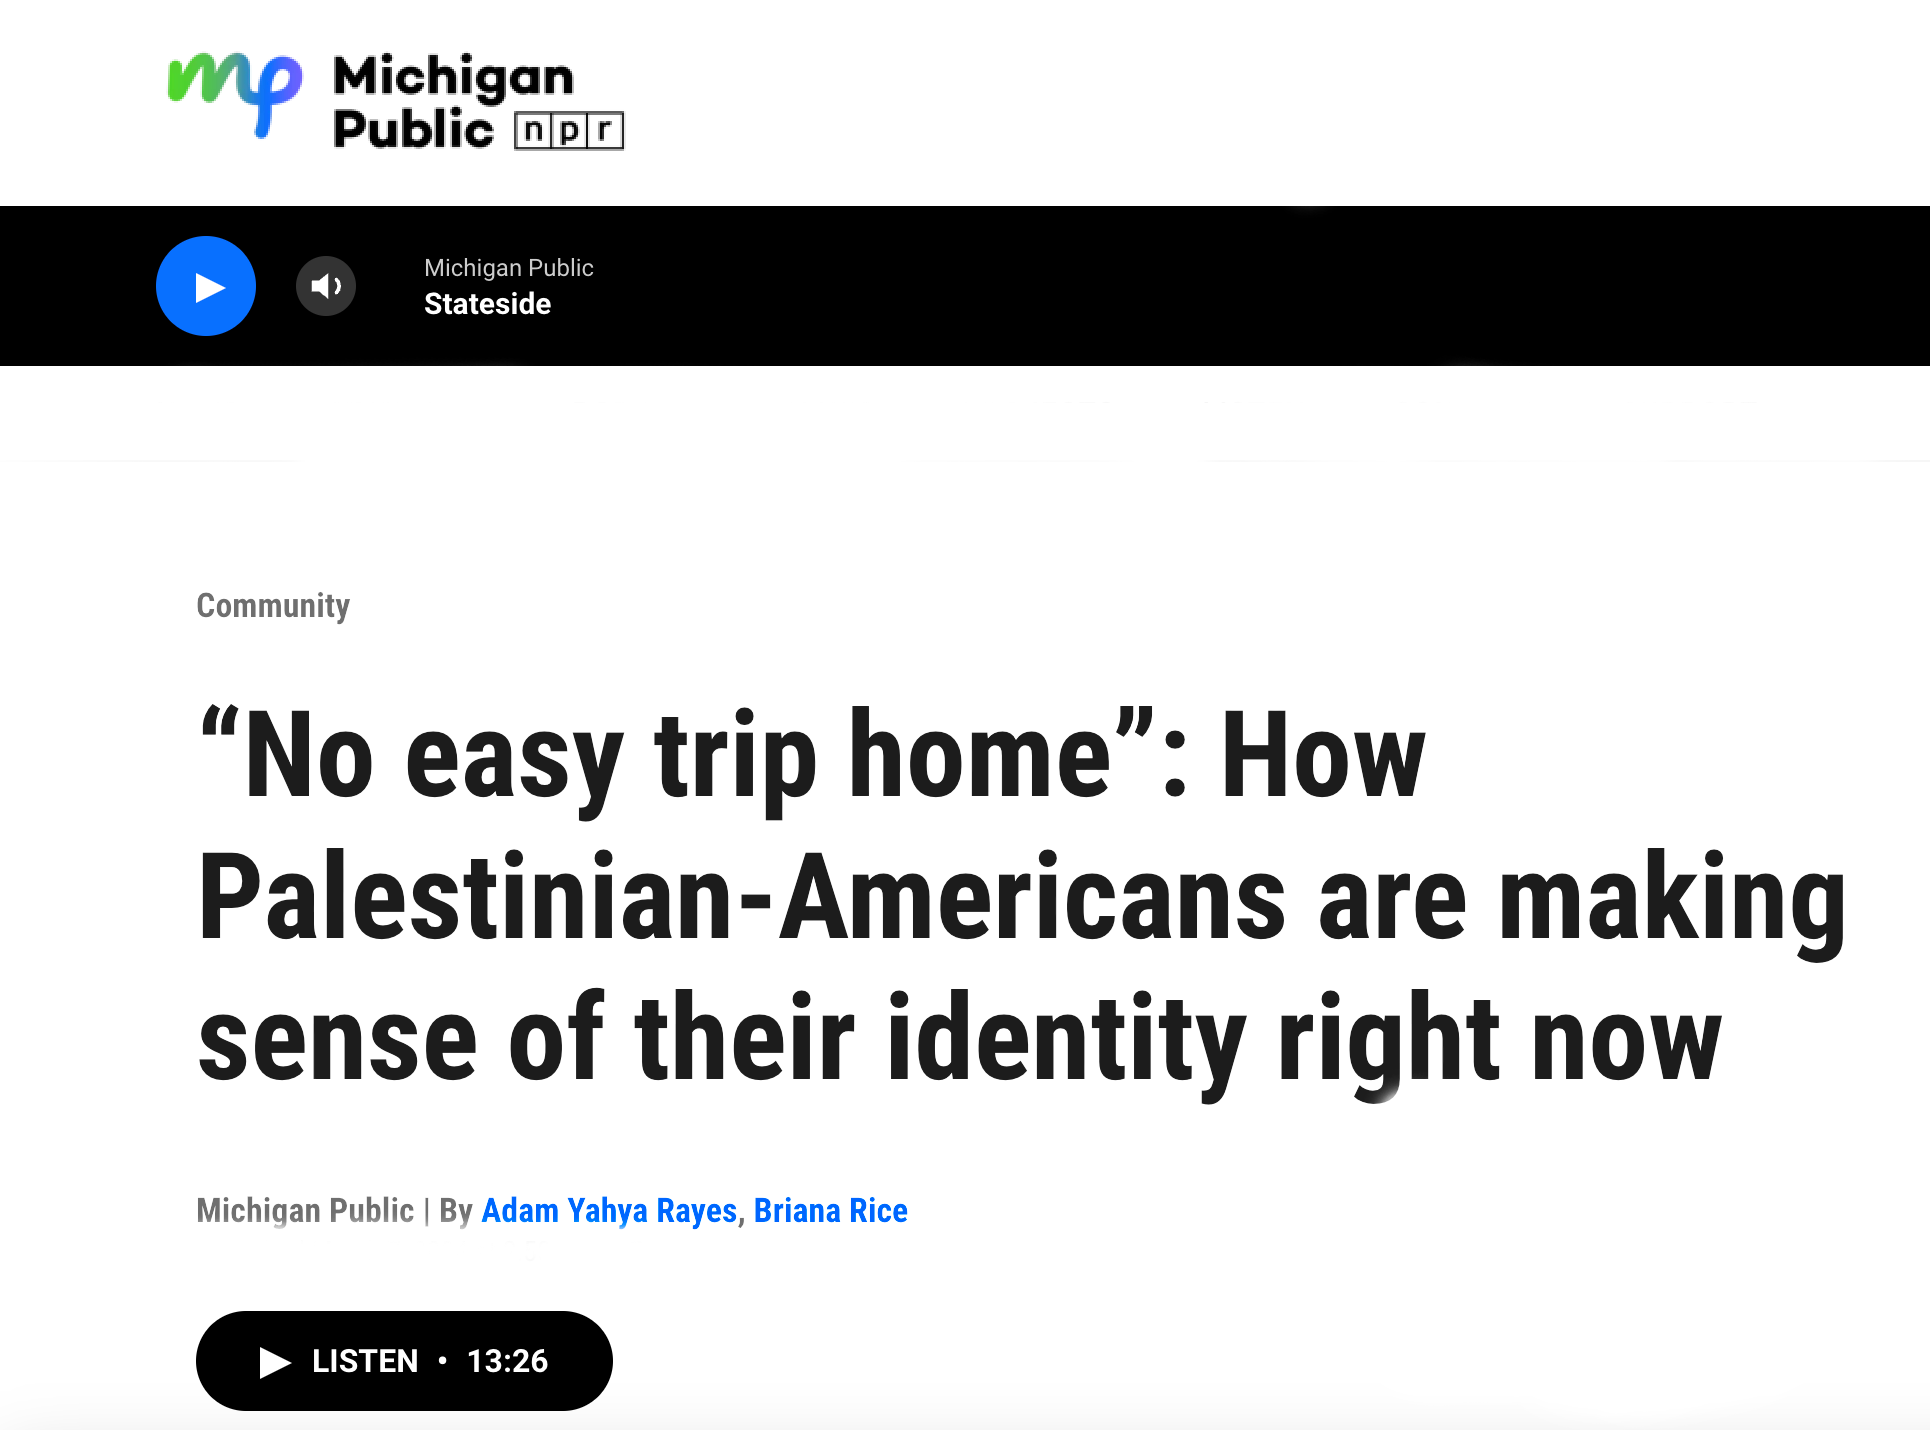 mp Michigan
Public npr
Michigan Public
Stateside
Community
“No easy trip home”: How
Palestinian-Americans are making
sense of their identity right now
Michigan Public | By Adam Yahya Rayes, Briana Rice
LISTEN • 13:26